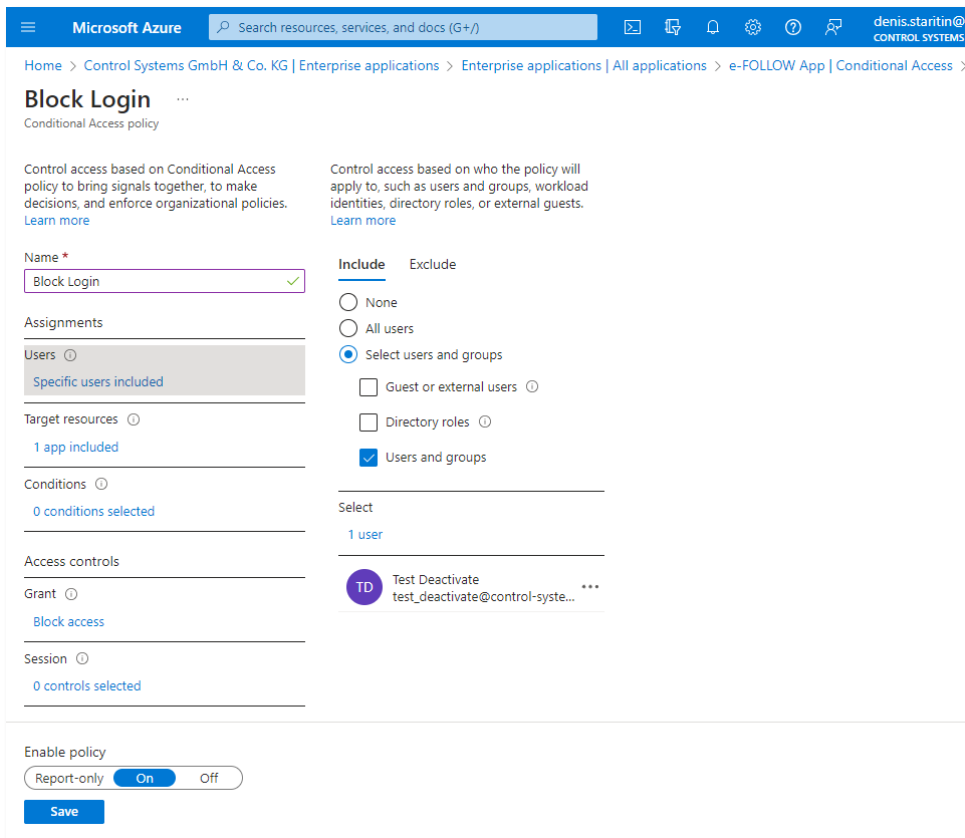 Microsoft Azure
Search resources, services, and docs (G+/)
denis.staritin@
CONTROL SYSTEMS
Home > Control Systems GmbH & Co. KG | Enterprise applications > Enterprise applications | All applications > e-FOLLOW App | Conditional Access >
Block Login ...
Conditional Access policy
Control access based on Conditional Access
policy to bring signals together, to make
decisions, and enforce organizational policies.
Learn more
Name *
Block Login
Assignments
Users
Specific users included
Target resources
1 app included
Conditions
0 conditions selected
Access controls
Grant
Block access
Session
0 controls selected
Control access based on who the policy will
apply to, such as users and groups, workload
identities, directory roles, or external guests.
Learn more
Include Exclude
None
All users
Select users and groups
Guest or external users
Directory roles
Users and groups
Select
1 user
TD
Test Deactivate
test_deactivate@control-syste...
Enable policy
Report-only On Off
Save